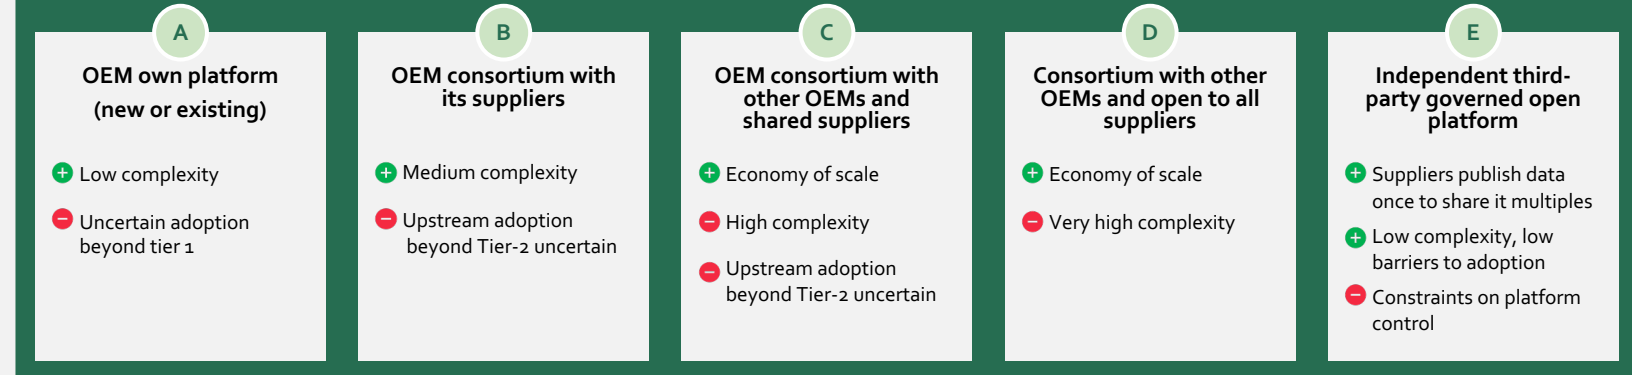 A
OEM own platform
(new or existing)
Low complexity
Uncertain adoption
beyond tier 1
B
OEM consortium with
its suppliers
Medium complexity
Upstream adoption
beyond Tier-2 uncertain
C
OEM consortium with
other OEMs and
shared suppliers
Economy of scale
High complexity
Upstream adoption
beyond Tier-2 uncertain
D
Consortium with other
OEMs and open to all
suppliers
Economy of scale
Very high complexity
E
Independent third-
party governed open
platform
Suppliers publish data
once to share it multiples
Low complexity, low
barriers to adoption
Constraints on platform
control